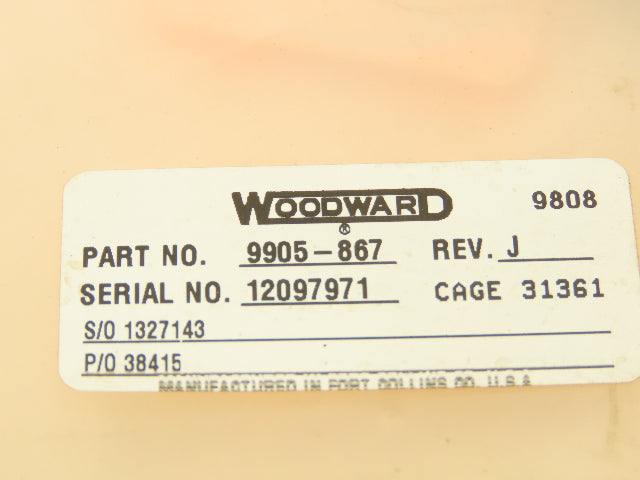 WOODWARD 9808
®
PART NO. 9905-867 REV. J
SERIAL NO. 12097971 CAGE 31361
S/O 1327143
P/O 38415
MANUFACTURED IN FORT COLLINS CO. U.S.A